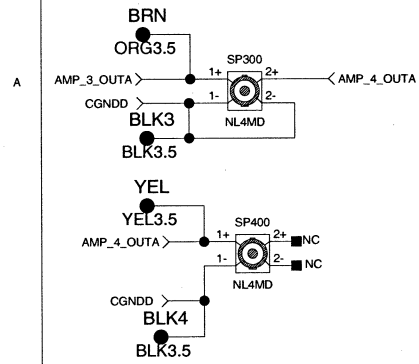 BRN
ORG3.5
SP300
A
AMP_3_OUTA
1+
2+
AMP_4_OUTA
CGNDD
1-
2-
BLK3
NL4MD
BLK3.5
YEL
YEL3.5
SP400
AMP_4_OUTA
1+
2+
NC
1-
2-
NC
NL4MD
CGNDD
BLK4
BLK3.5